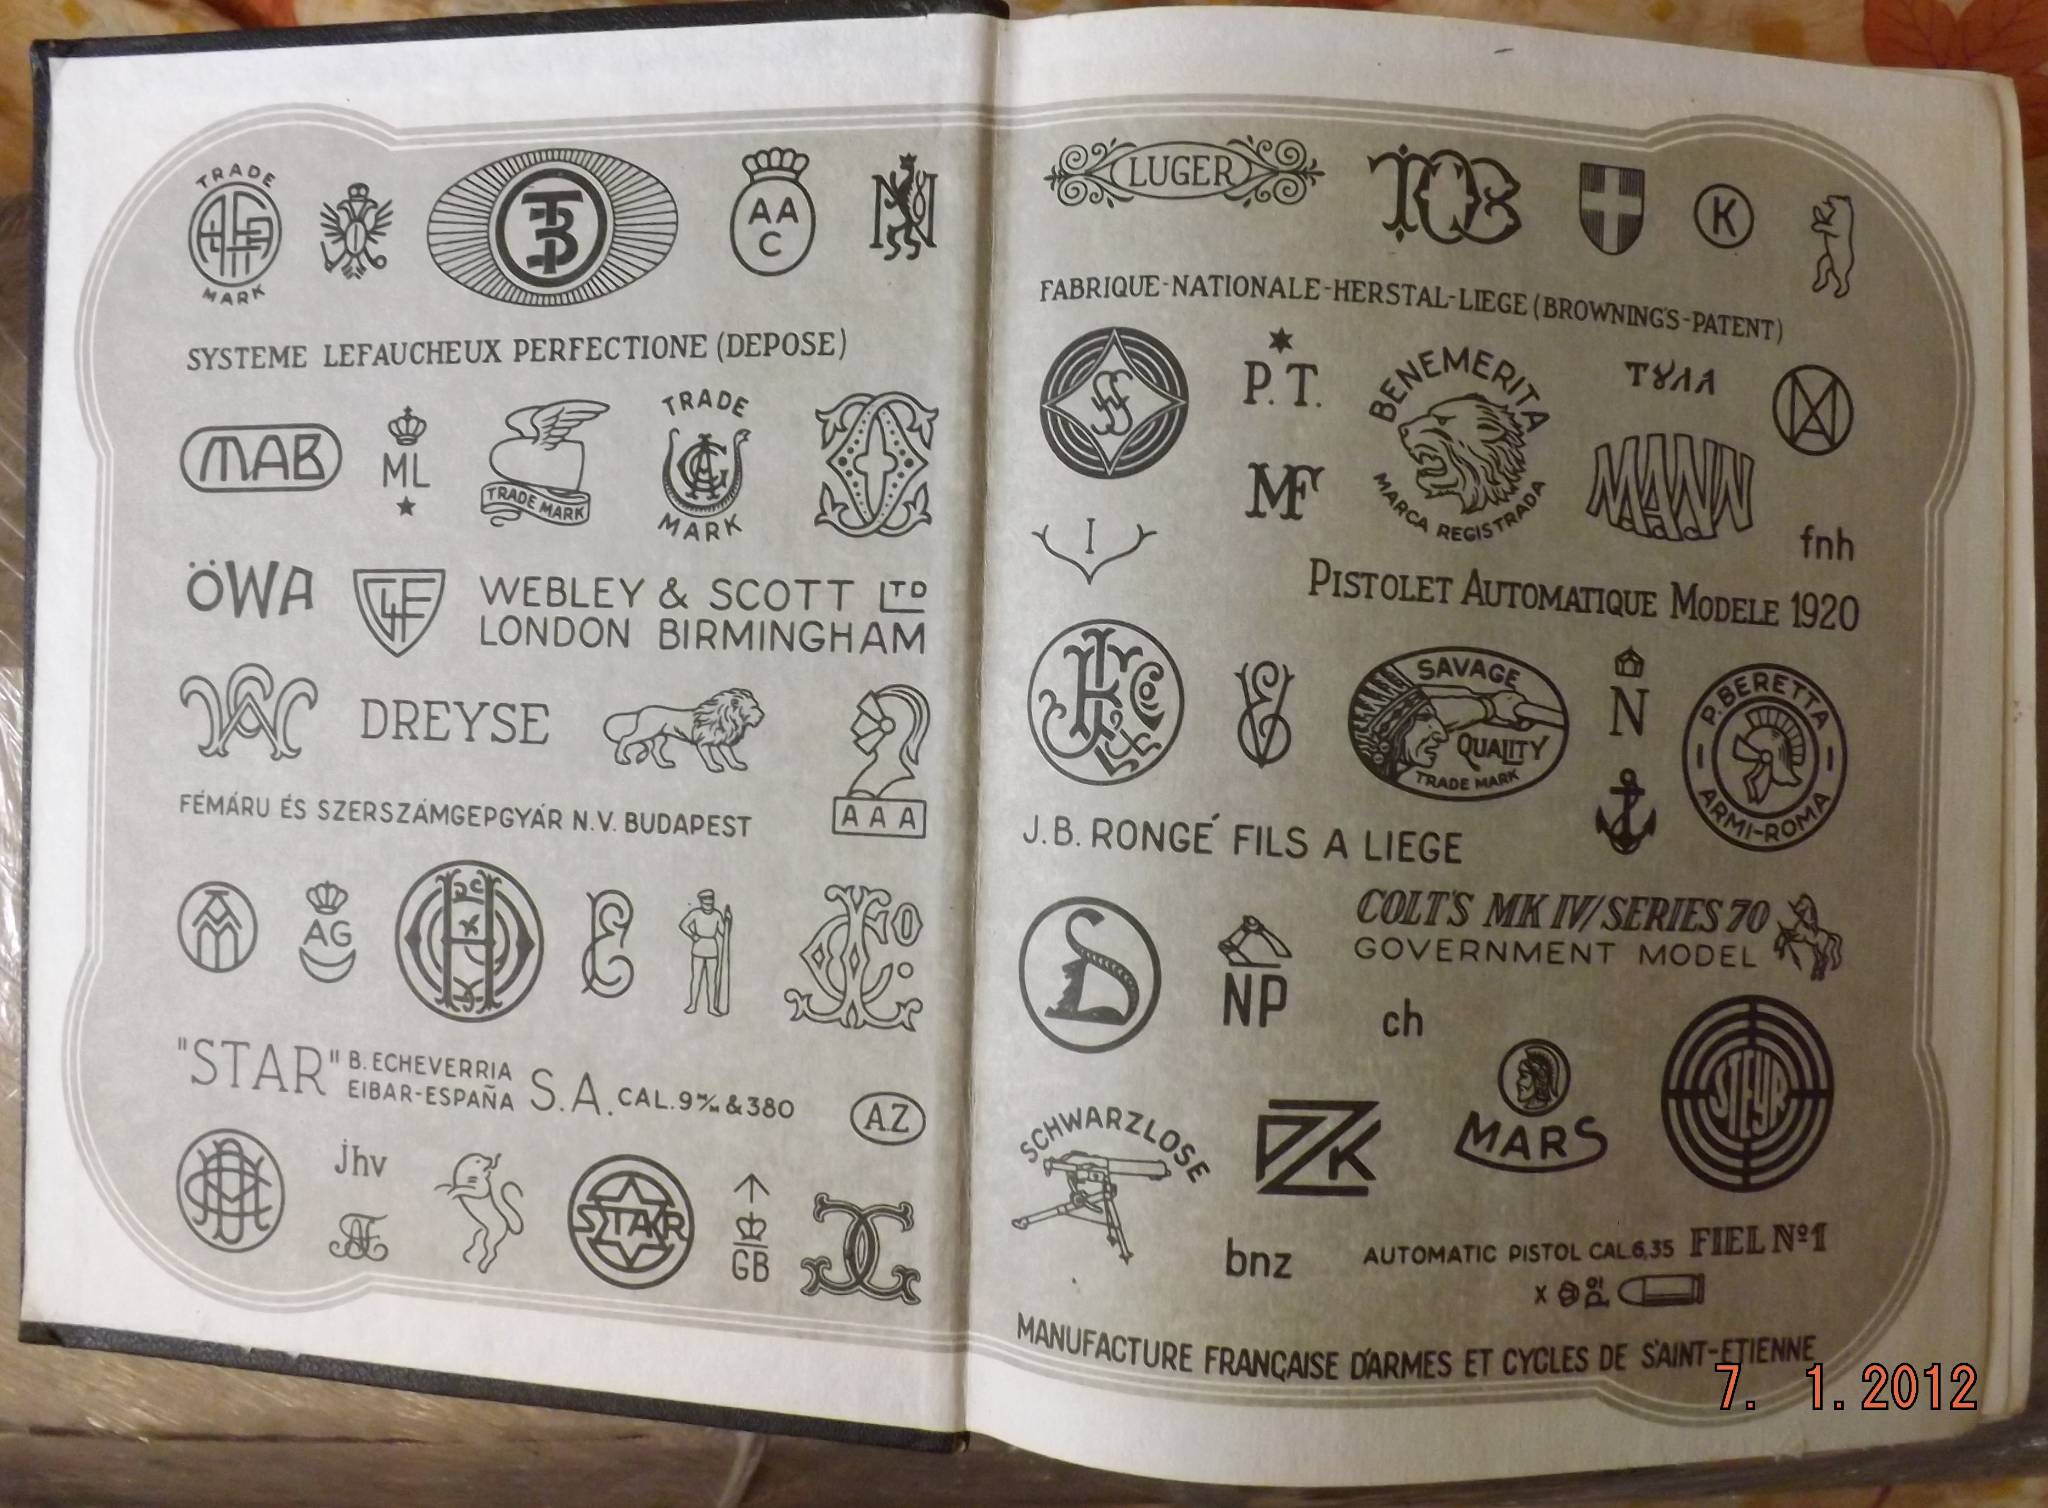 TRADE
MARK
AA
C
N
SYSTEME LEFAUCHEUX PERFECTIONE (DEPOSE)
MAB
ML
TRADE MARK
TRADE
MARK
ÖWA
WEBLEY & SCOTT LTD
LONDON BIRMINGHAM
DREYSE
FÉMÁRU ÉS SZERSZÁMGEPGYÁR N.V. BUDAPEST
A A A
AG
"STAR" B. ECHEVERRIA
EIBAR-ESPAÑA S.A. CAL. 9 m/m & 380
A.Z
jhv
STAR
GB
LUGER
K
FABRIQUE-NATIONALE-HERSTAL-LIEGE (BROWNING'S-PATENT)
P.T.
BENEMERITA
MARCA REGISTRADA
MF
MANN
fnh
I
PISTOLET AUTOMATIQUE MODELE 1920
SAVAGE
QUALITY
TRADE MARK
N
P. BERETTA
ARMI-ROMA
J.B. RONGÉ FILS A LIEGE
COLT'S MK IV/SERIES 70
GOVERNMENT MODEL
NP
ch
SCHWARZLOSE
MARS
STEYR
bnz
AUTOMATIC PISTOL CAL 6,35 FIEL Nº1
MANUFACTURE FRANÇAISE D'ARMES ET CYCLES DE SAINT-ETIENNE
7. 1.2012